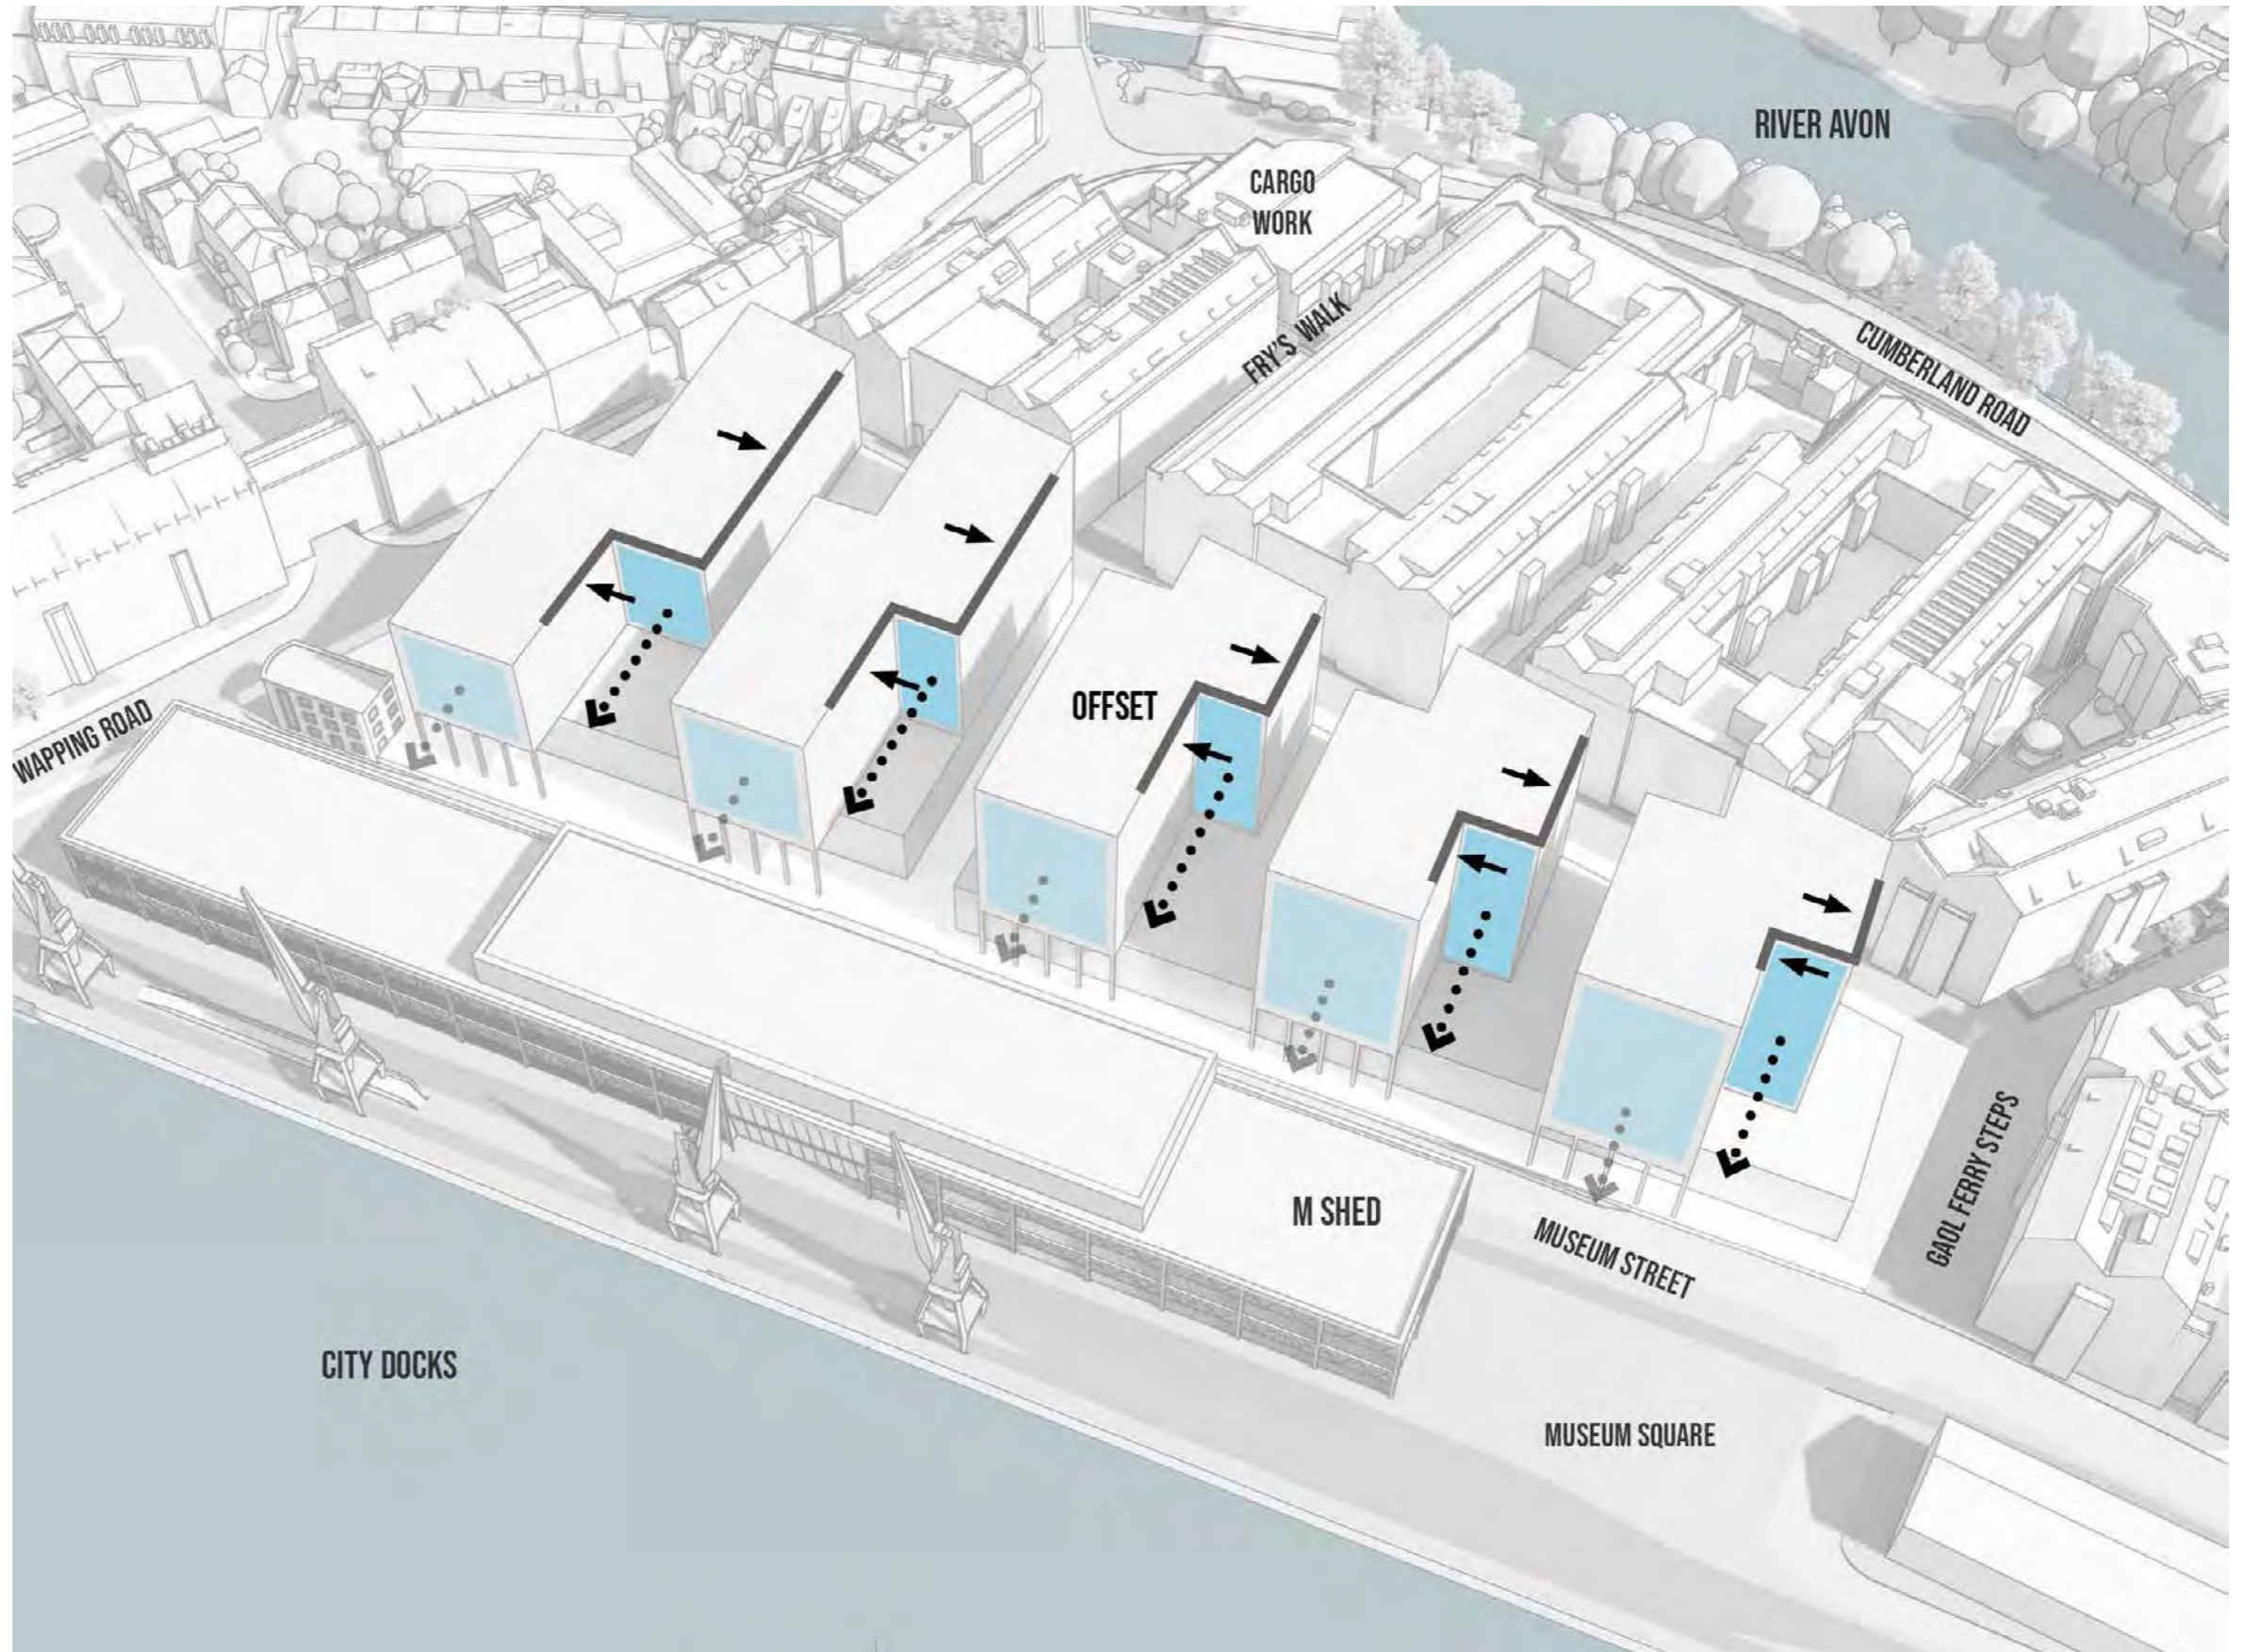 RIVER AVON
CARGO
WORK
FRY'S WALK
CUMBERLAND ROAD
OFFSET
WAPPING ROAD
M SHED
MUSEUM STREET
GAOL FERRY STEPS
CITY DOCKS
MUSEUM SQUARE